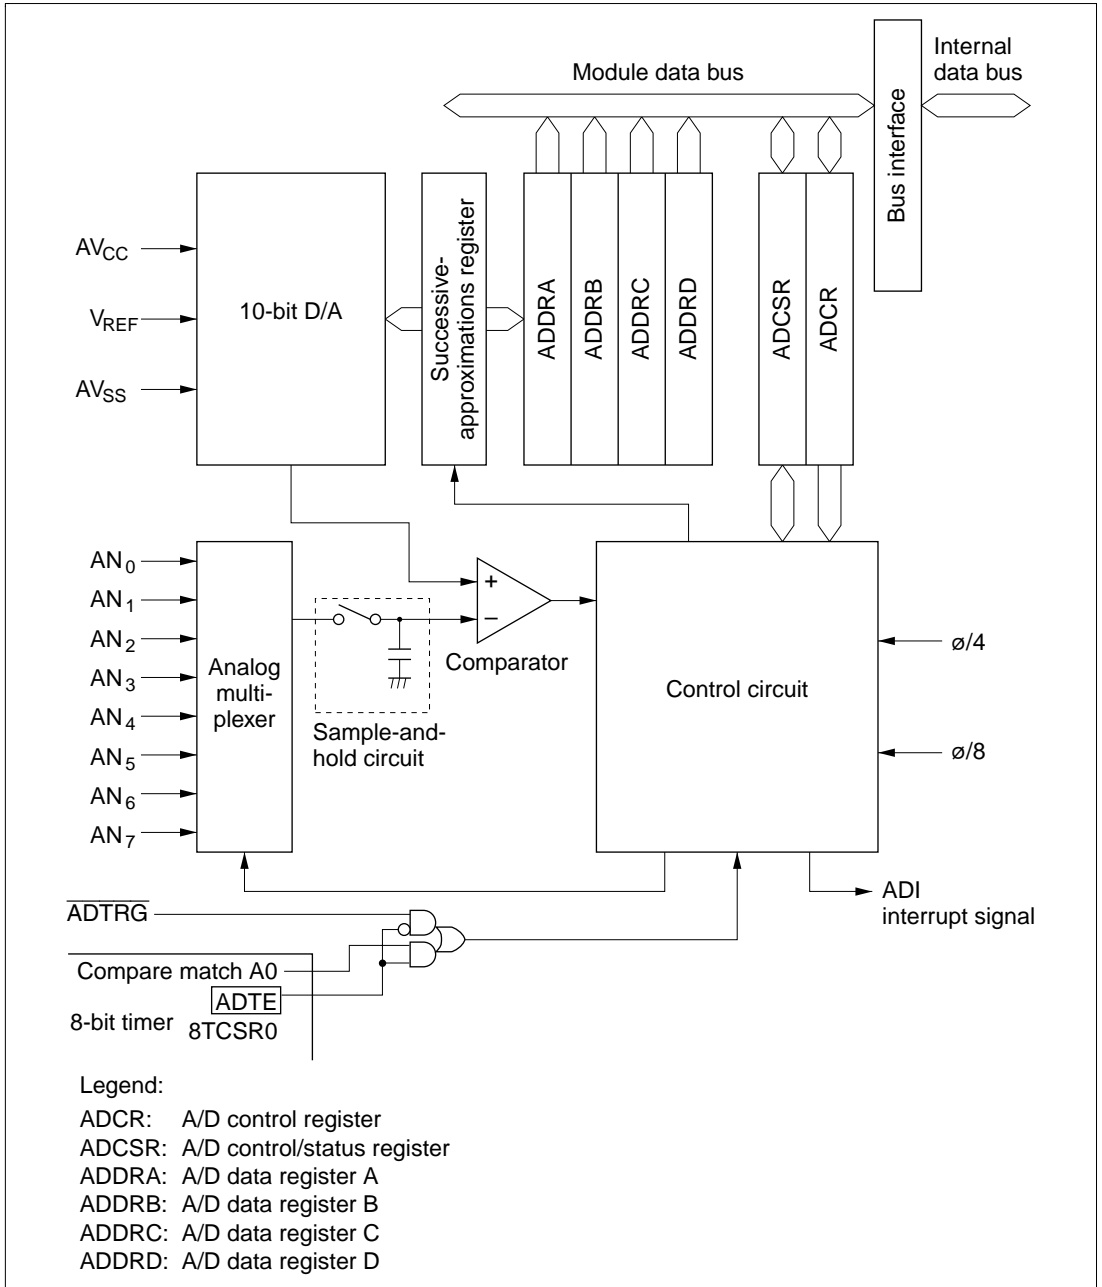 Internal
data bus
Module data bus
Bus interface
AVCC
VREF
AVSS
10-bit D/A
Successive-
approximations register
ADDRA
ADDRB
ADDRC
ADDRD
ADCSR
ADCR
AN0
AN1
AN2
AN3
AN4
AN5
AN6
AN7
Analog
multi-
plexer
Sample-and-
hold circuit
+
−
Comparator
Control circuit
ø/4
ø/8
ADI
interrupt signal
ADTRG
Compare match A0
ADTE
8-bit timer
8TCSR0
Legend:
ADCR: A/D control register
ADCSR: A/D control/status register
ADDRA: A/D data register A
ADDRB: A/D data register B
ADDRC: A/D data register C
ADDRD: A/D data register D